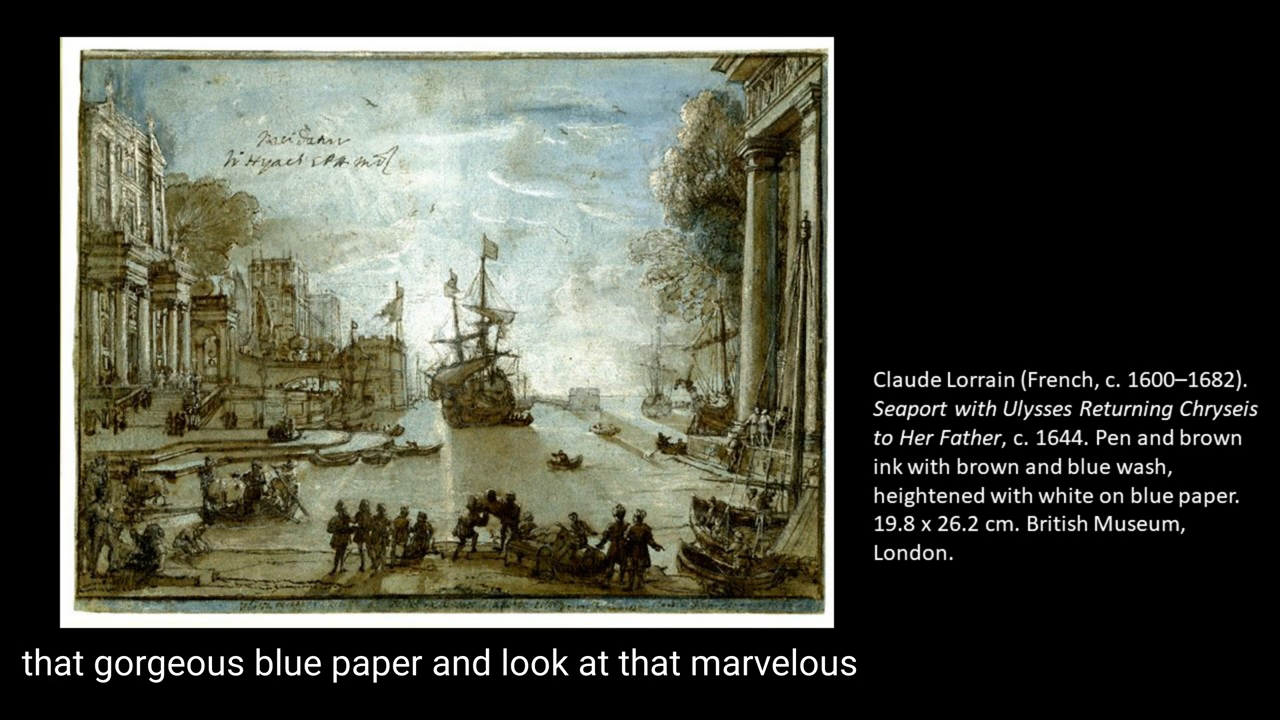 Claude Lorrain (French, c. 1600–1682).
Seaport with Ulysses Returning Chryseis
to Her Father, c. 1644. Pen and brown
ink with brown and blue wash,
heightened with white on blue paper.
19.8 x 26.2 cm. British Museum,
London.
that gorgeous blue paper and look at that marvelous